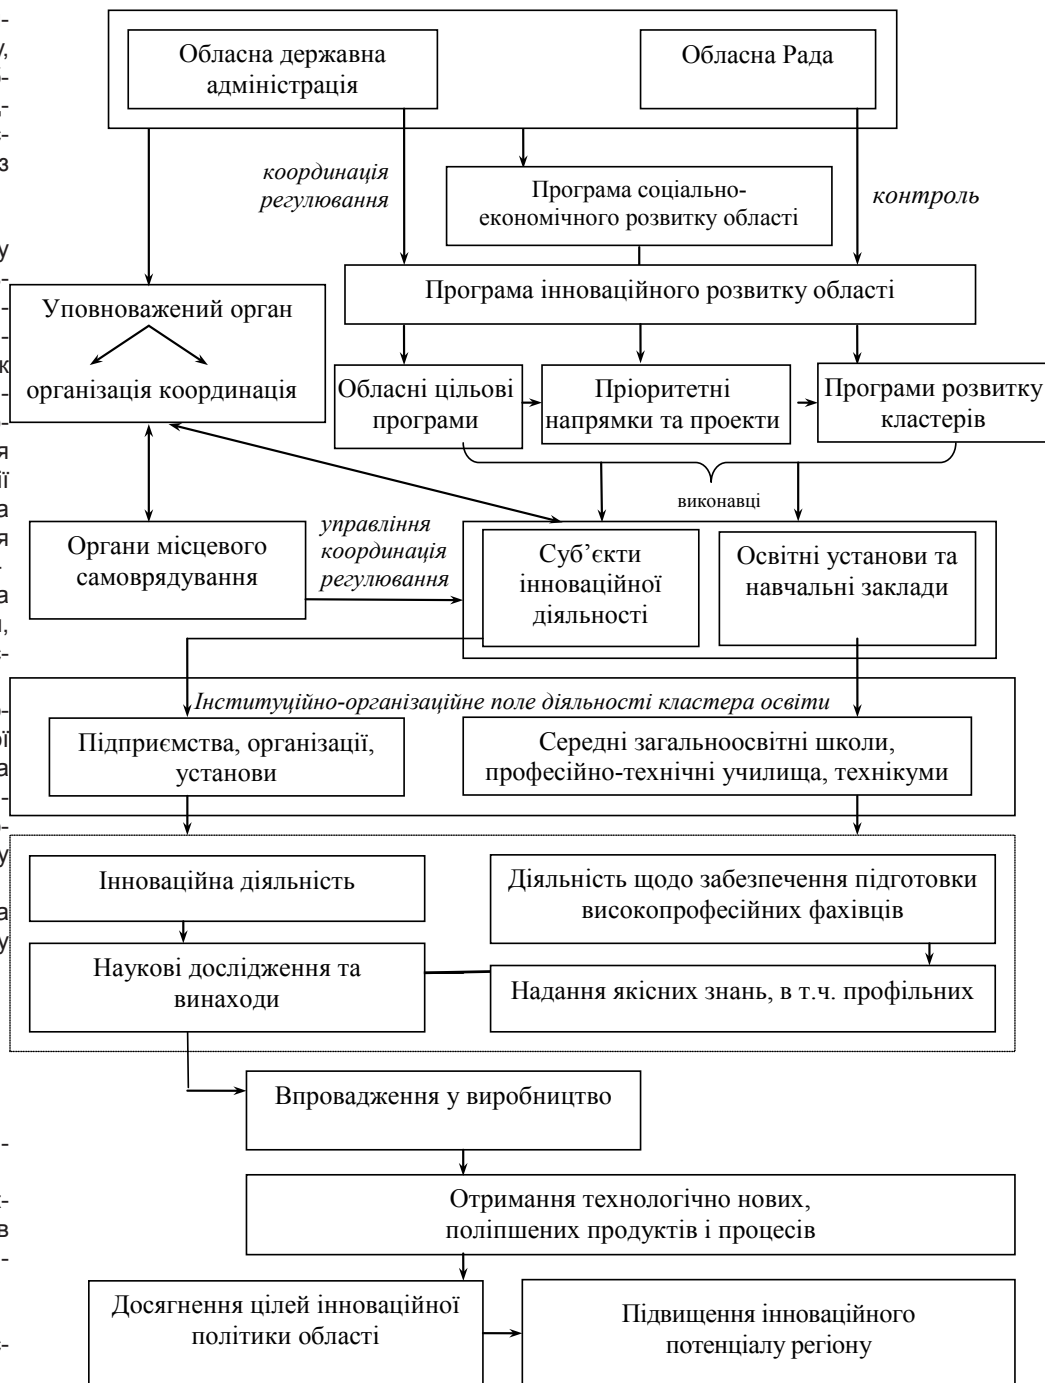 Обласна державна
адміністрація
Обласна Рада
координація
регулювання
Програма соціально-
економічного розвитку області
контроль
Програма інноваційного розвитку області
Уповноважений орган
організація координація
Обласні цільові
програми
Пріоритетні
напрямки та проекти
Програми розвитку
кластерів
виконавці
Органи місцевого
самоврядування
управління
координація
регулювання
Суб’єкти
інноваційної
діяльності
Освітні установи та
навчальні заклади
Інституційно-організаційне поле діяльності кластера освіти
Підприємства, організації,
установи
Середні загальноосвітні школи,
професійно-технічні училища, технікуми
Інноваційна діяльність
Діяльність щодо забезпечення підготовки
високопрофесійних фахівців
Наукові дослідження та
винаходи
Надання якісних знань, в т.ч. профільних
Впровадження у виробництво
Отримання технологічно нових,
поліпшених продуктів і процесів
Досягнення цілей інноваційної
політики області
Підвищення інноваційного
потенціалу регіону